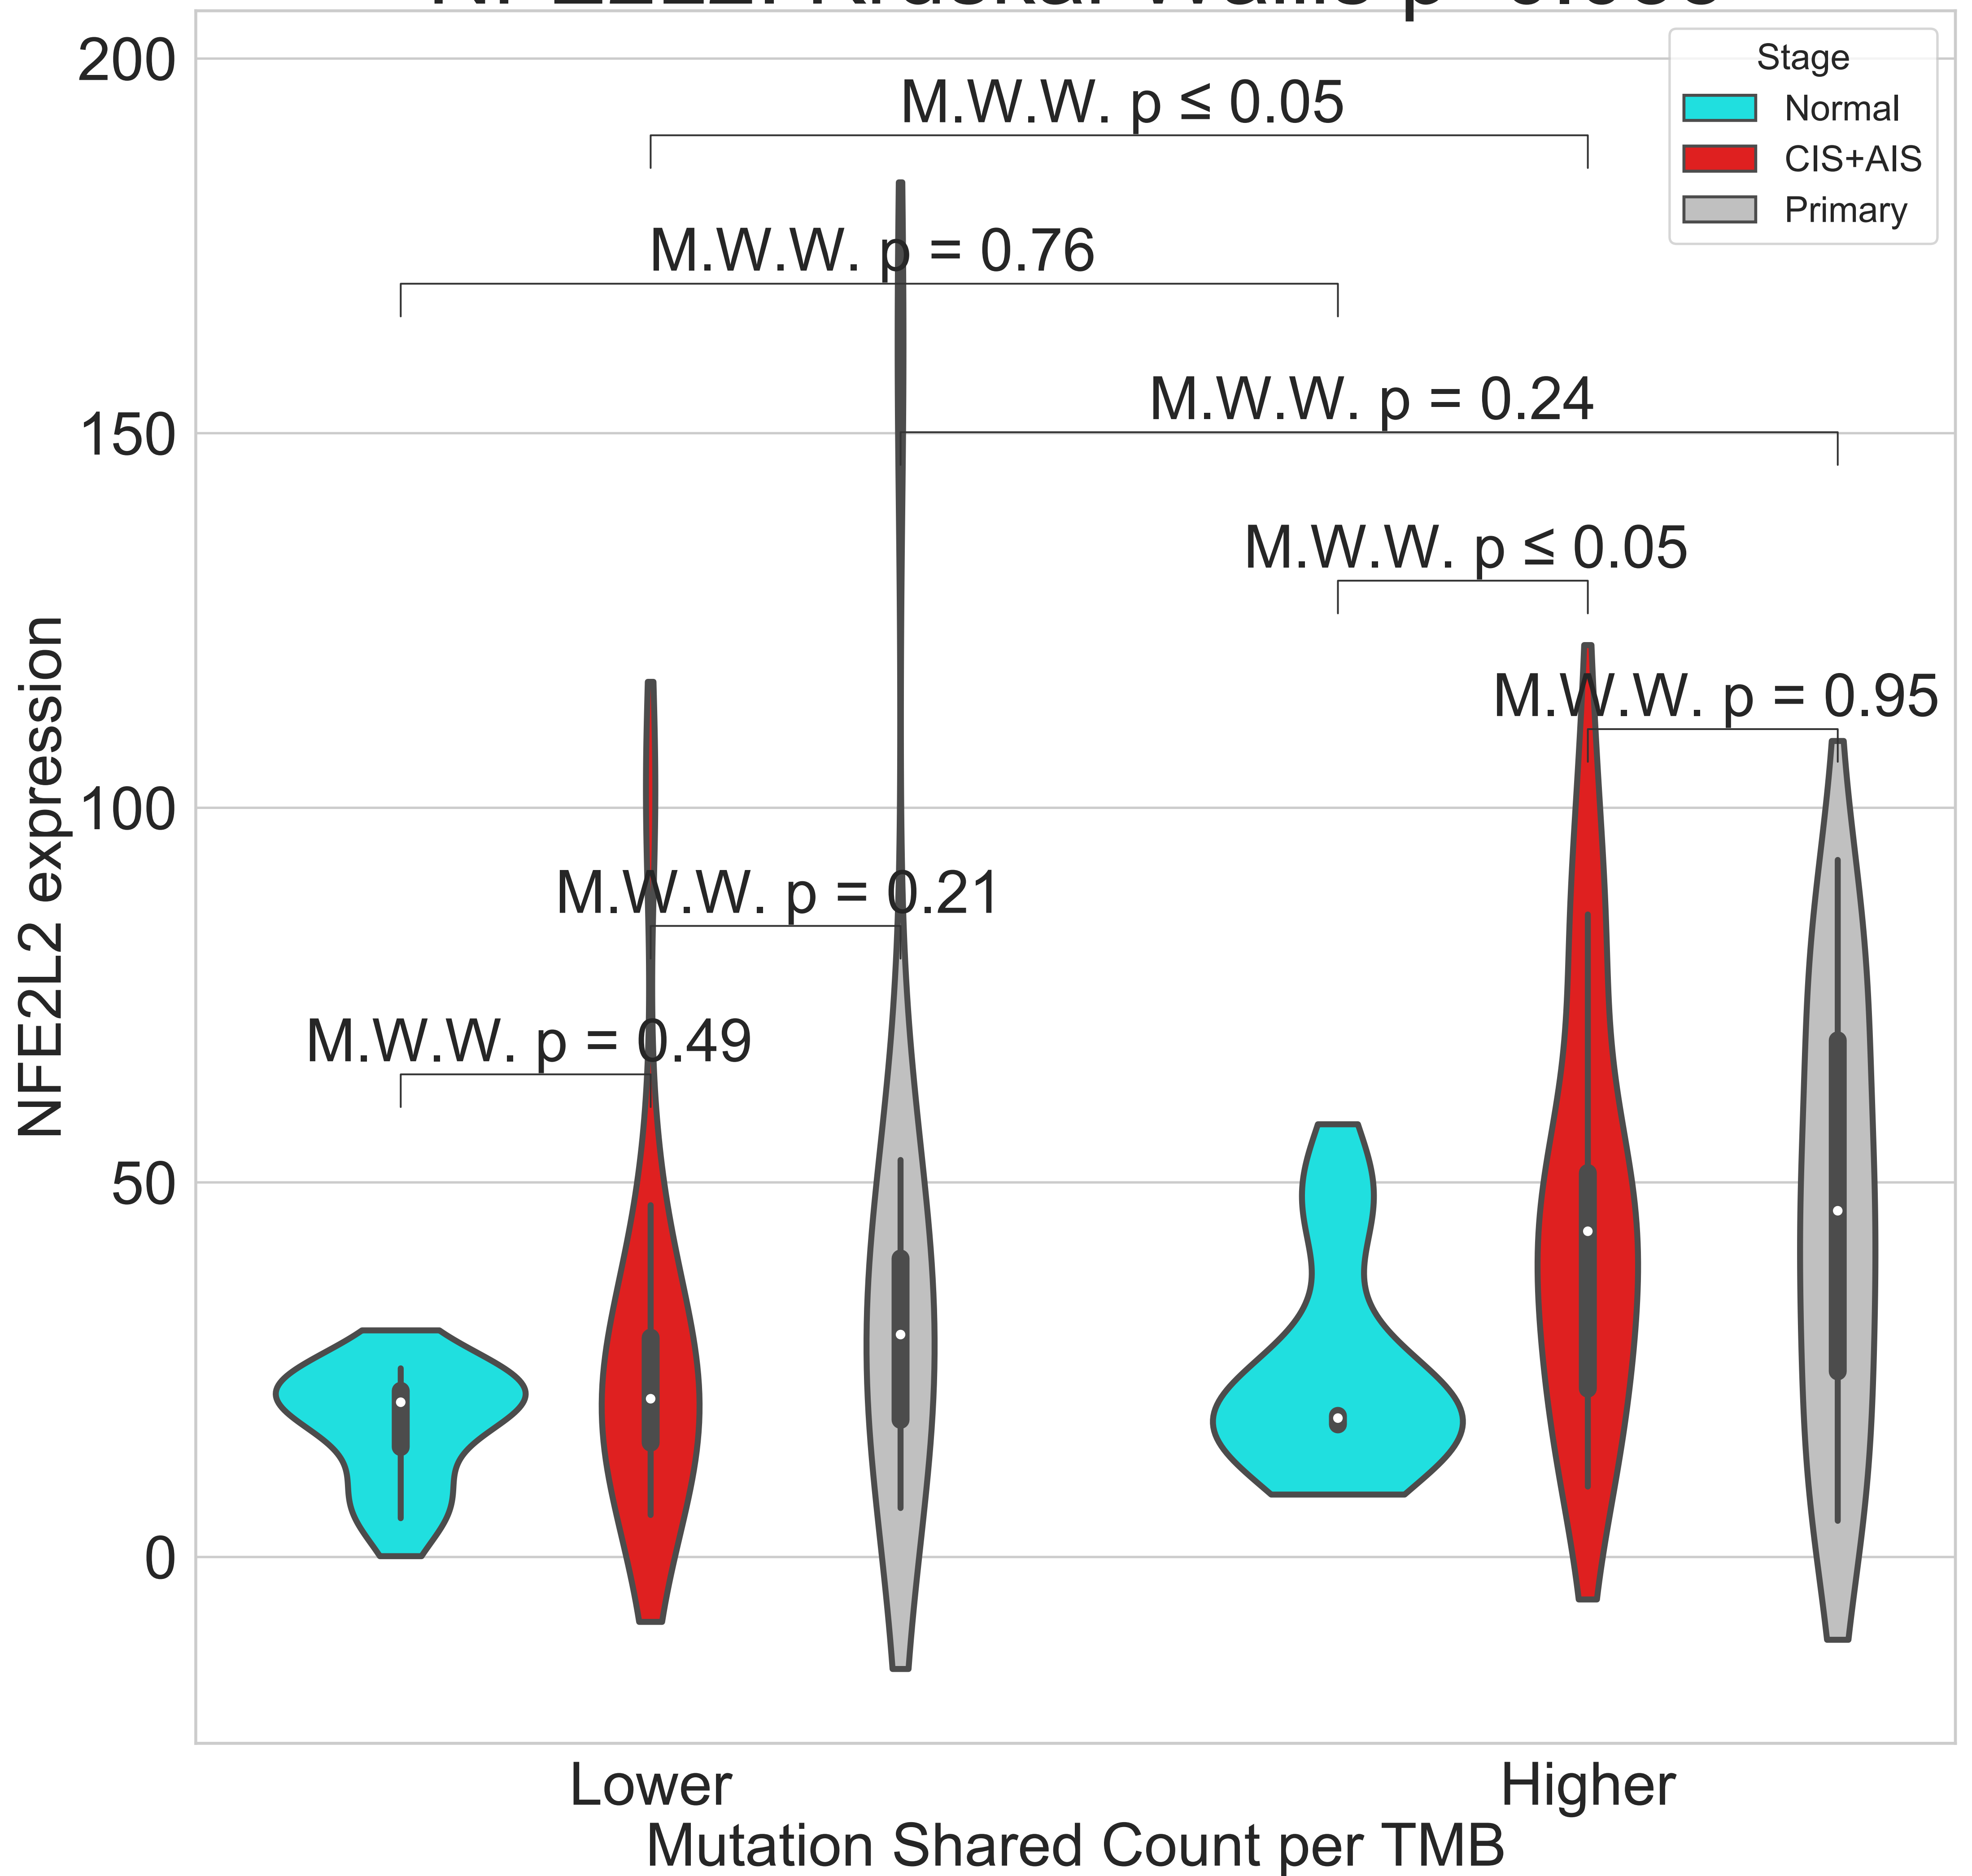 200
150
100
50
0
NFE2L2 expression
Stage
Normal
CIS+AIS
Primary
M.W.W. p ≤ 0.05
M.W.W. p = 0.76
M.W.W. p = 0.24
M.W.W. p ≤ 0.05
M.W.W. p = 0.95
M.W.W. p = 0.21
M.W.W. p = 0.49
Lower
Higher
Mutation Shared Count per TMB